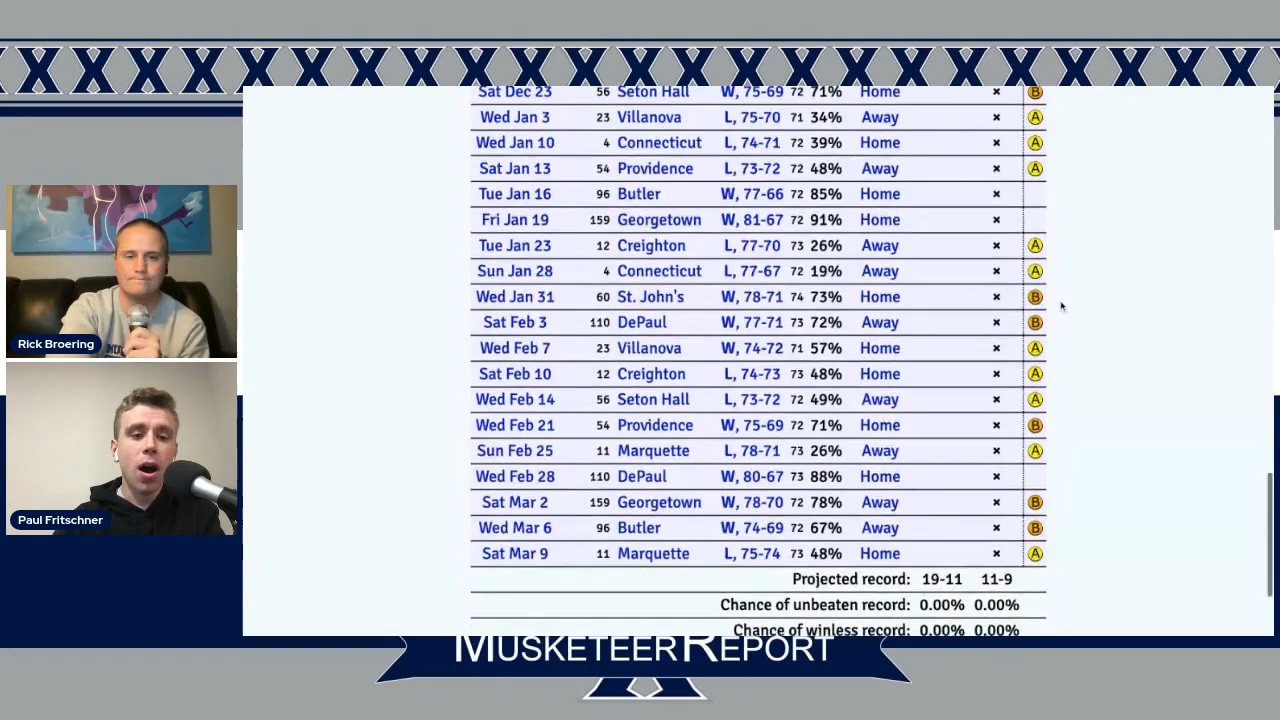 Sat Dec 23 56 Seton Hall W, 75-69 72 71% Home × B
Wed Jan 3 23 Villanova L, 75-70 71 34% Away × A
Wed Jan 10 4 Connecticut L, 74-71 72 39% Home × A
Sat Jan 13 54 Providence L, 73-72 72 48% Away × A
Tue Jan 16 96 Butler W, 77-66 72 85% Home ×
Fri Jan 19 159 Georgetown W, 81-67 72 91% Home ×
Tue Jan 23 12 Creighton L, 77-70 73 26% Away × A
Sun Jan 28 4 Connecticut L, 77-67 72 19% Away × A
Wed Jan 31 60 St. John's W, 78-71 74 73% Home × B
Sat Feb 3 110 DePaul W, 77-71 73 72% Away × B
Wed Feb 7 23 Villanova W, 74-72 71 57% Home × A
Sat Feb 10 12 Creighton L, 74-73 73 48% Home × A
Wed Feb 14 56 Seton Hall L, 73-72 72 49% Away × A
Wed Feb 21 54 Providence W, 75-69 72 71% Home × B
Sun Feb 25 11 Marquette L, 78-71 73 26% Away × A
Wed Feb 28 110 DePaul W, 80-67 73 88% Home ×
Sat Mar 2 159 Georgetown W, 78-70 72 78% Away × B
Wed Mar 6 96 Butler W, 74-69 72 67% Away × B
Sat Mar 9 11 Marquette L, 75-74 73 48% Home × A
Projected record: 19-11 11-9
Chance of unbeaten record: 0.00% 0.00%
Chance of winless record: 0.00% 0.00%
Rick Broering
Paul Fritschner
MUSKETEERREPORT